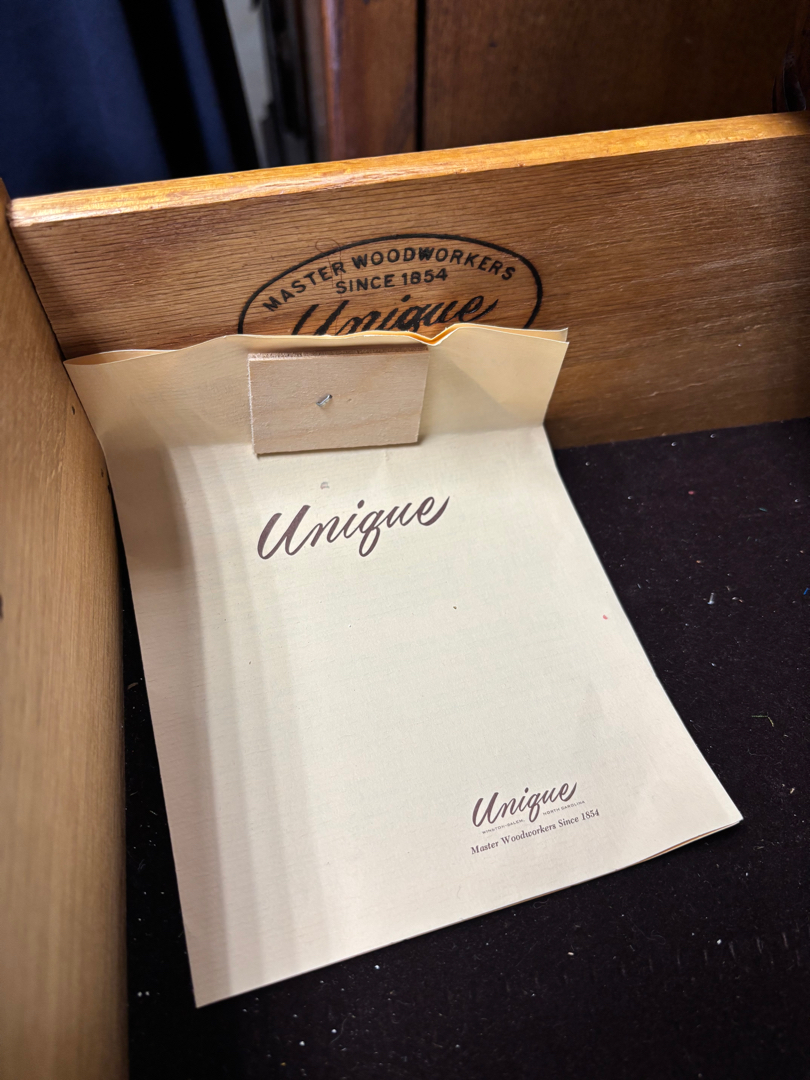 MASTER WOODWORKERS
SINCE 1854
Unique
Unique
Unique
WINSTON-SALEM, NORTH CAROLINA
Master Woodworkers Since 1854